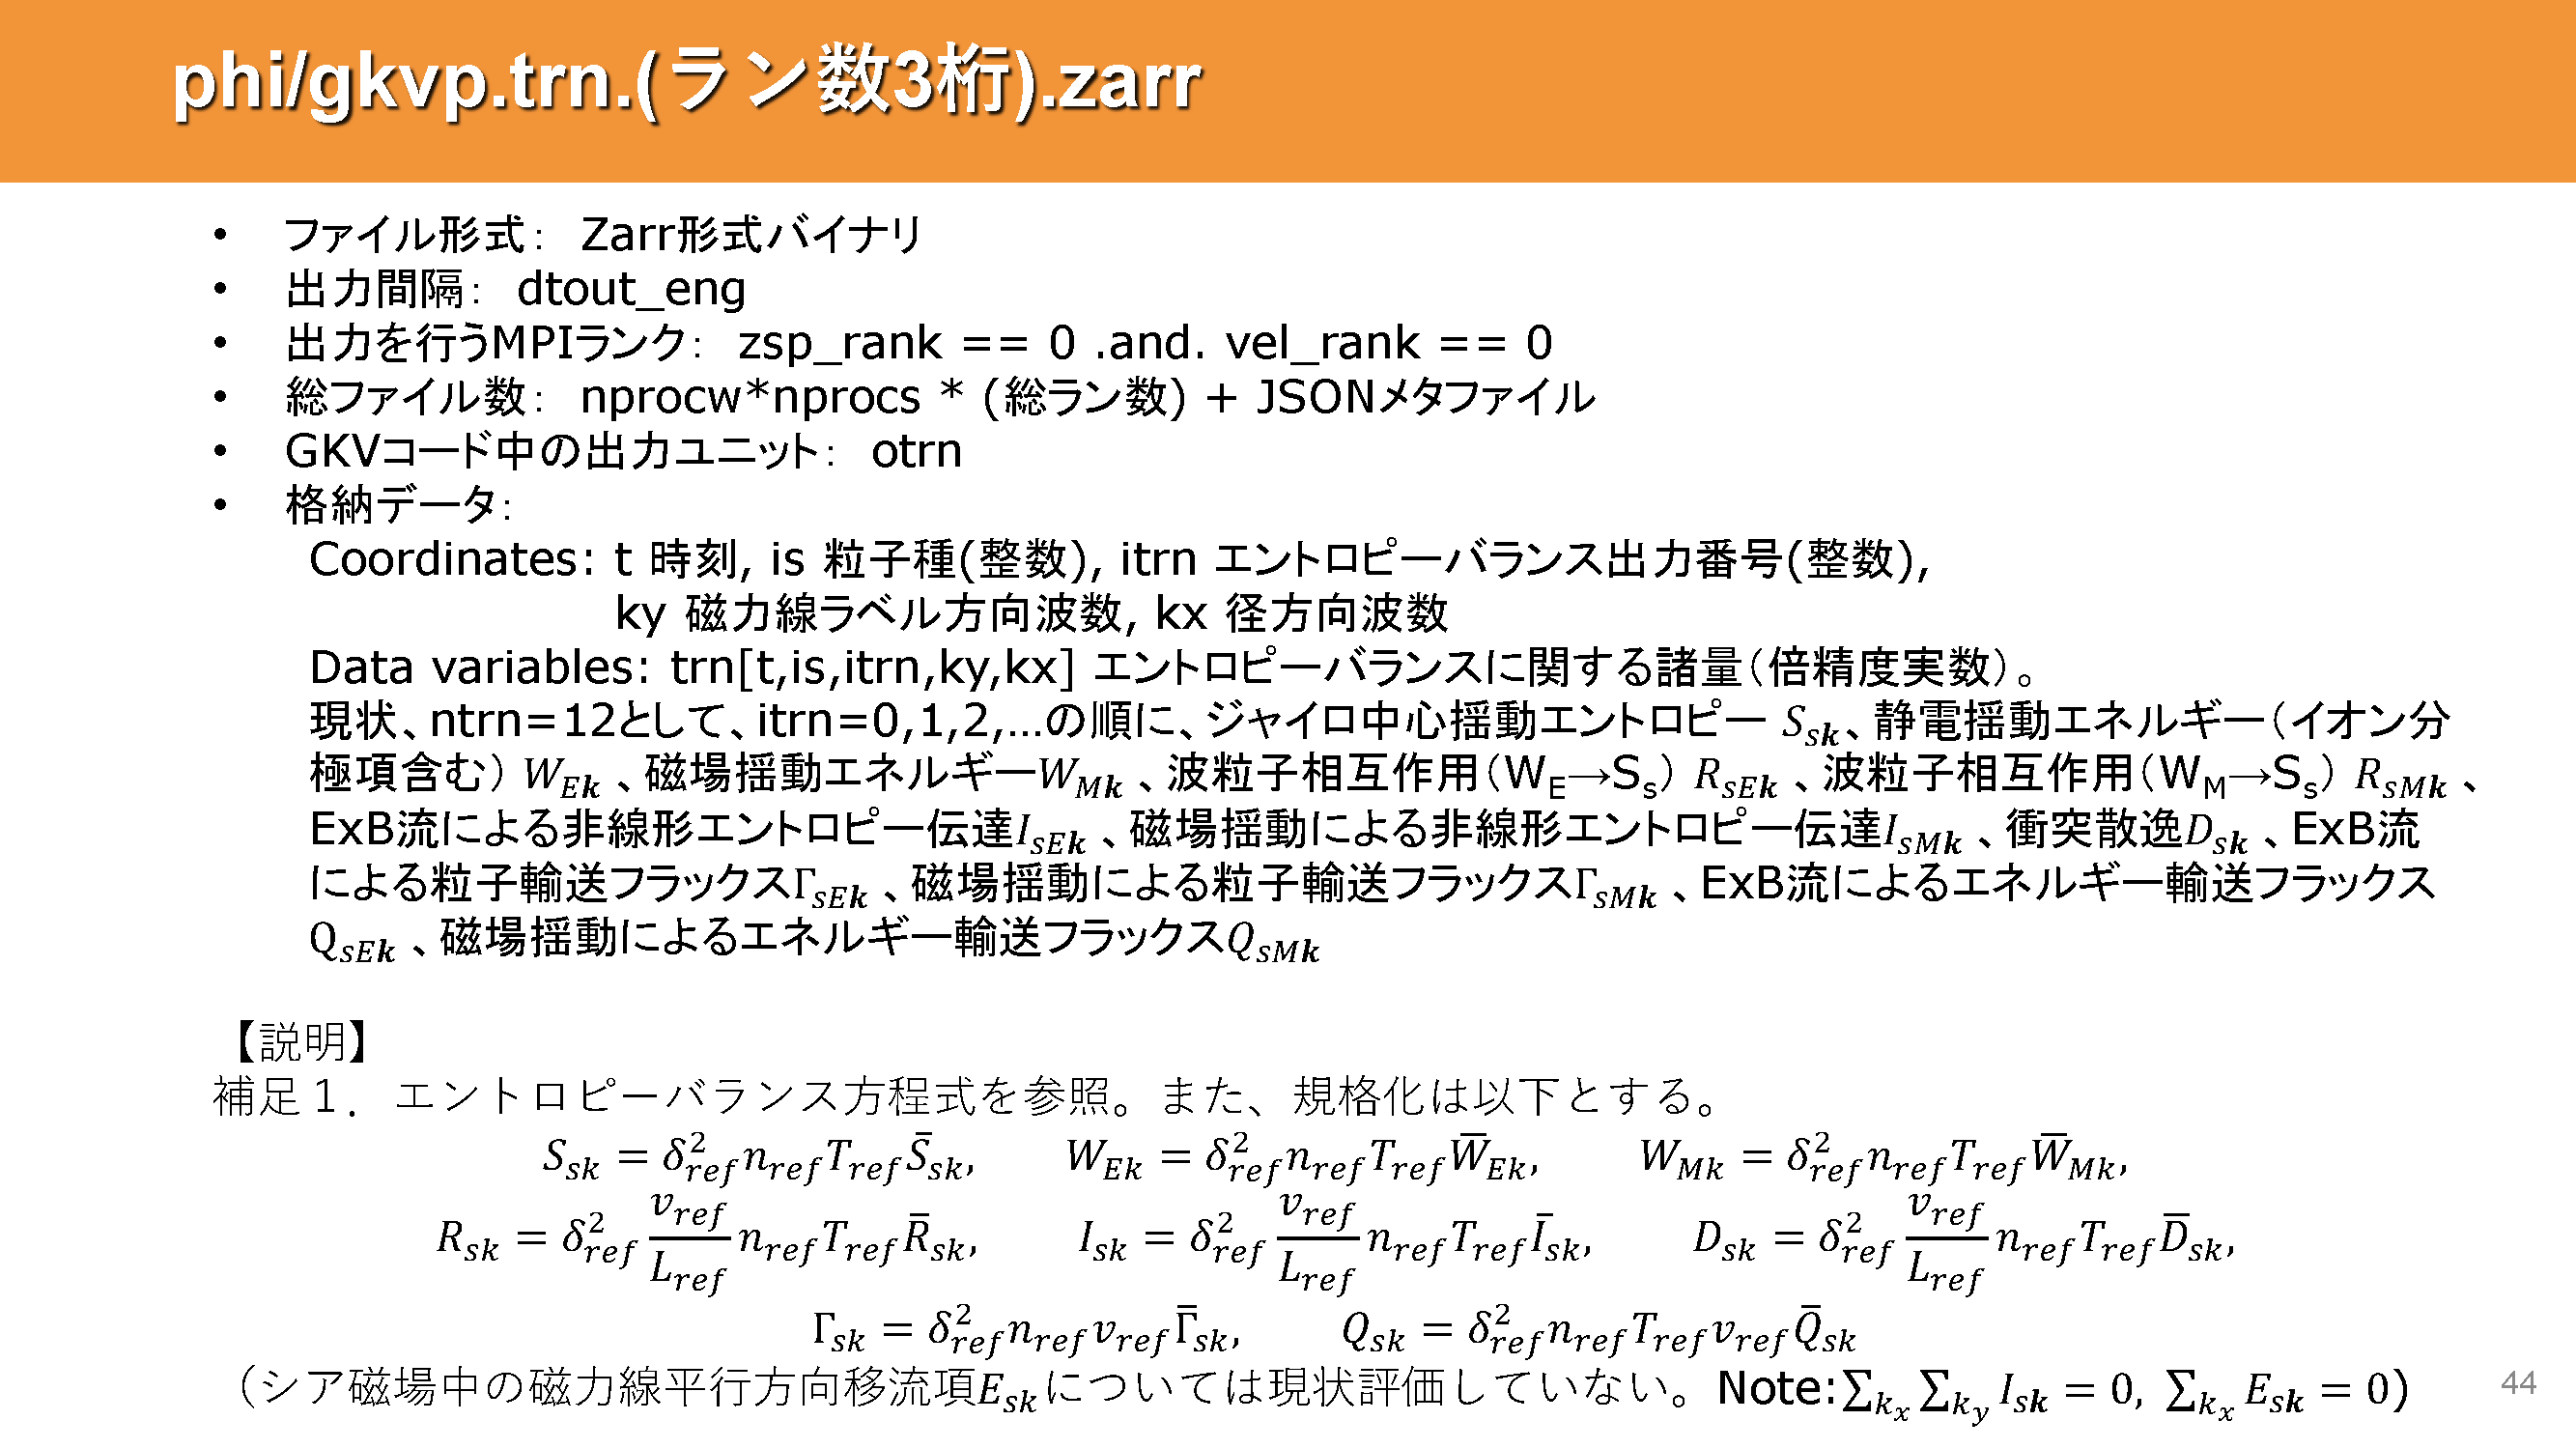 phi/gkvp.trn.(ラン数3桁).zarr
• ファイル形式： Zarr形式バイナリ
• 出力間隔： dtout_eng
• 出力を行うMPIランク： zsp_rank == 0 .and. vel_rank == 0
• 総ファイル数： nprocw*nprocs * (総ラン数) + JSONメタファイル
• GKVコード中の出力ユニット： otrn
• 格納データ：
Coordinates: t 時刻, is 粒子種(整数), itrn エントロピーバランス出力番号(整数),
ky 磁力線ラベル方向波数, kx 径方向波数
Data variables: trn[t,is,itrn,ky,kx] エントロピーバランスに関する諸量（倍精度実数）。
現状、ntrn=12として、itrn=0,1,2,…の順に、ジャイロ中心揺動エントロピー $S_{s\boldsymbol{k}}$、静電揺動エネルギー（イオン分
極項含む） $W_{E\boldsymbol{k}}$ 、磁場揺動エネルギー$W_{M\boldsymbol{k}}$ 、波粒子相互作用（W_E→S_s） $R_{sE\boldsymbol{k}}$ 、波粒子相互作用（W_M→S_s） $R_{sM\boldsymbol{k}}$ 、
ExB流による非線形エントロピー伝達$I_{sE\boldsymbol{k}}$ 、磁場揺動による非線形エントロピー伝達$I_{sM\boldsymbol{k}}$ 、衝突散逸$D_{s\boldsymbol{k}}$ 、ExB流
による粒子輸送フラックス$\Gamma_{sE\boldsymbol{k}}$ 、磁場揺動による粒子輸送フラックス$\Gamma_{sM\boldsymbol{k}}$ 、ExB流によるエネルギー輸送フラックス
$\mathrm{Q}_{sE\boldsymbol{k}}$ 、磁場揺動によるエネルギー輸送フラックス$Q_{sM\boldsymbol{k}}$
【説明】
補足１．エントロピーバランス方程式を参照。また、規格化は以下とする。
$S_{sk} = \delta_{ref}^2 n_{ref} T_{ref} \bar{S}_{sk}, \quad W_{Ek} = \delta_{ref}^2 n_{ref} T_{ref} \bar{W}_{Ek}, \quad W_{Mk} = \delta_{ref}^2 n_{ref} T_{ref} \bar{W}_{Mk},$
$R_{sk} = \delta_{ref}^2 \frac{v_{ref}}{L_{ref}} n_{ref} T_{ref} \bar{R}_{sk}, \quad I_{sk} = \delta_{ref}^2 \frac{v_{ref}}{L_{ref}} n_{ref} T_{ref} \bar{I}_{sk}, \quad D_{sk} = \delta_{ref}^2 \frac{v_{ref}}{L_{ref}} n_{ref} T_{ref} \bar{D}_{sk},$
$\Gamma_{sk} = \delta_{ref}^2 n_{ref} v_{ref} \bar{\Gamma}_{sk}, \quad Q_{sk} = \delta_{ref}^2 n_{ref} T_{ref} v_{ref} \bar{Q}_{sk}$
（シア磁場中の磁力線平行方向移流項$E_{sk}$については現状評価していない。Note:$\sum_{k_x} \sum_{k_y} I_{s\boldsymbol{k}} = 0, \sum_{k_x} E_{s\boldsymbol{k}} = 0$)
44